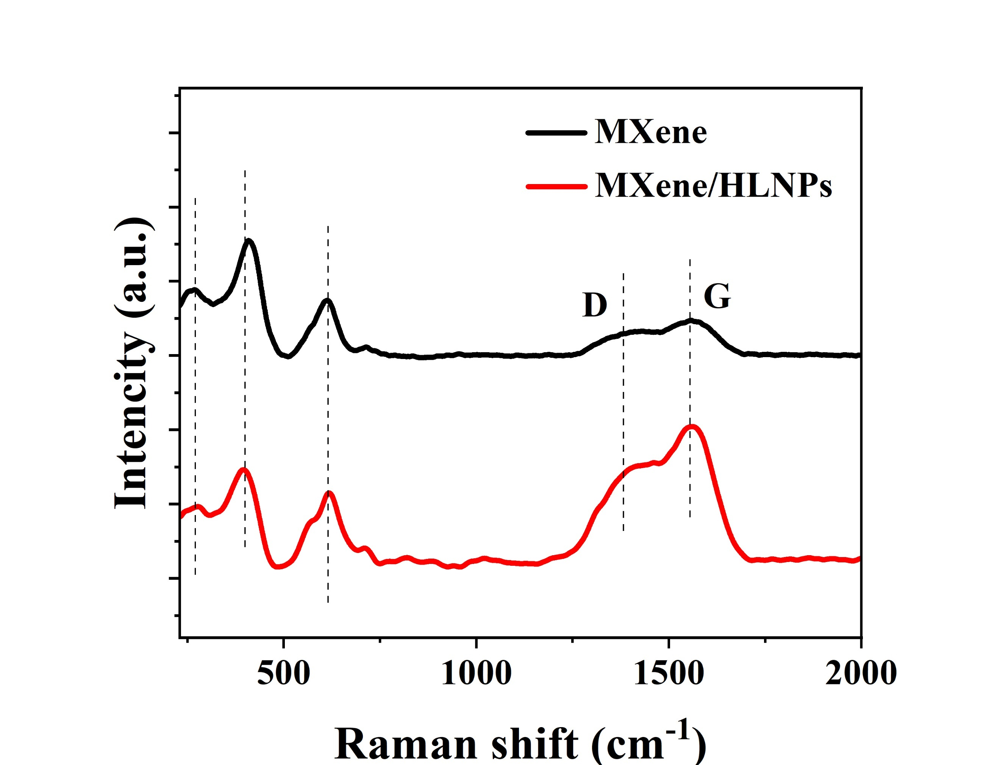 MXene
MXene/HLNPs
D
G
Intencity (a.u.)
500
1000
1500
2000
Raman shift (cm-1)